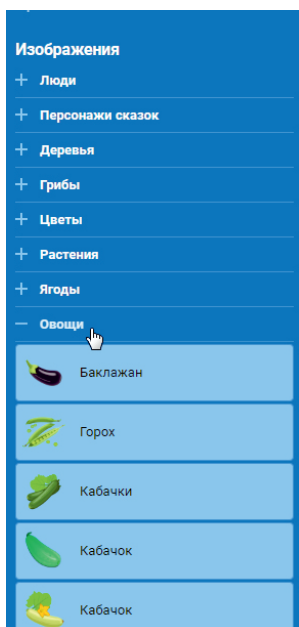 Изображения
Люди
Персонажи сказок
Деревья
Грибы
Цветы
Растения
Ягоды
Овощи
Баклажан
Горох
Кабачки
Кабачок
Кабачок